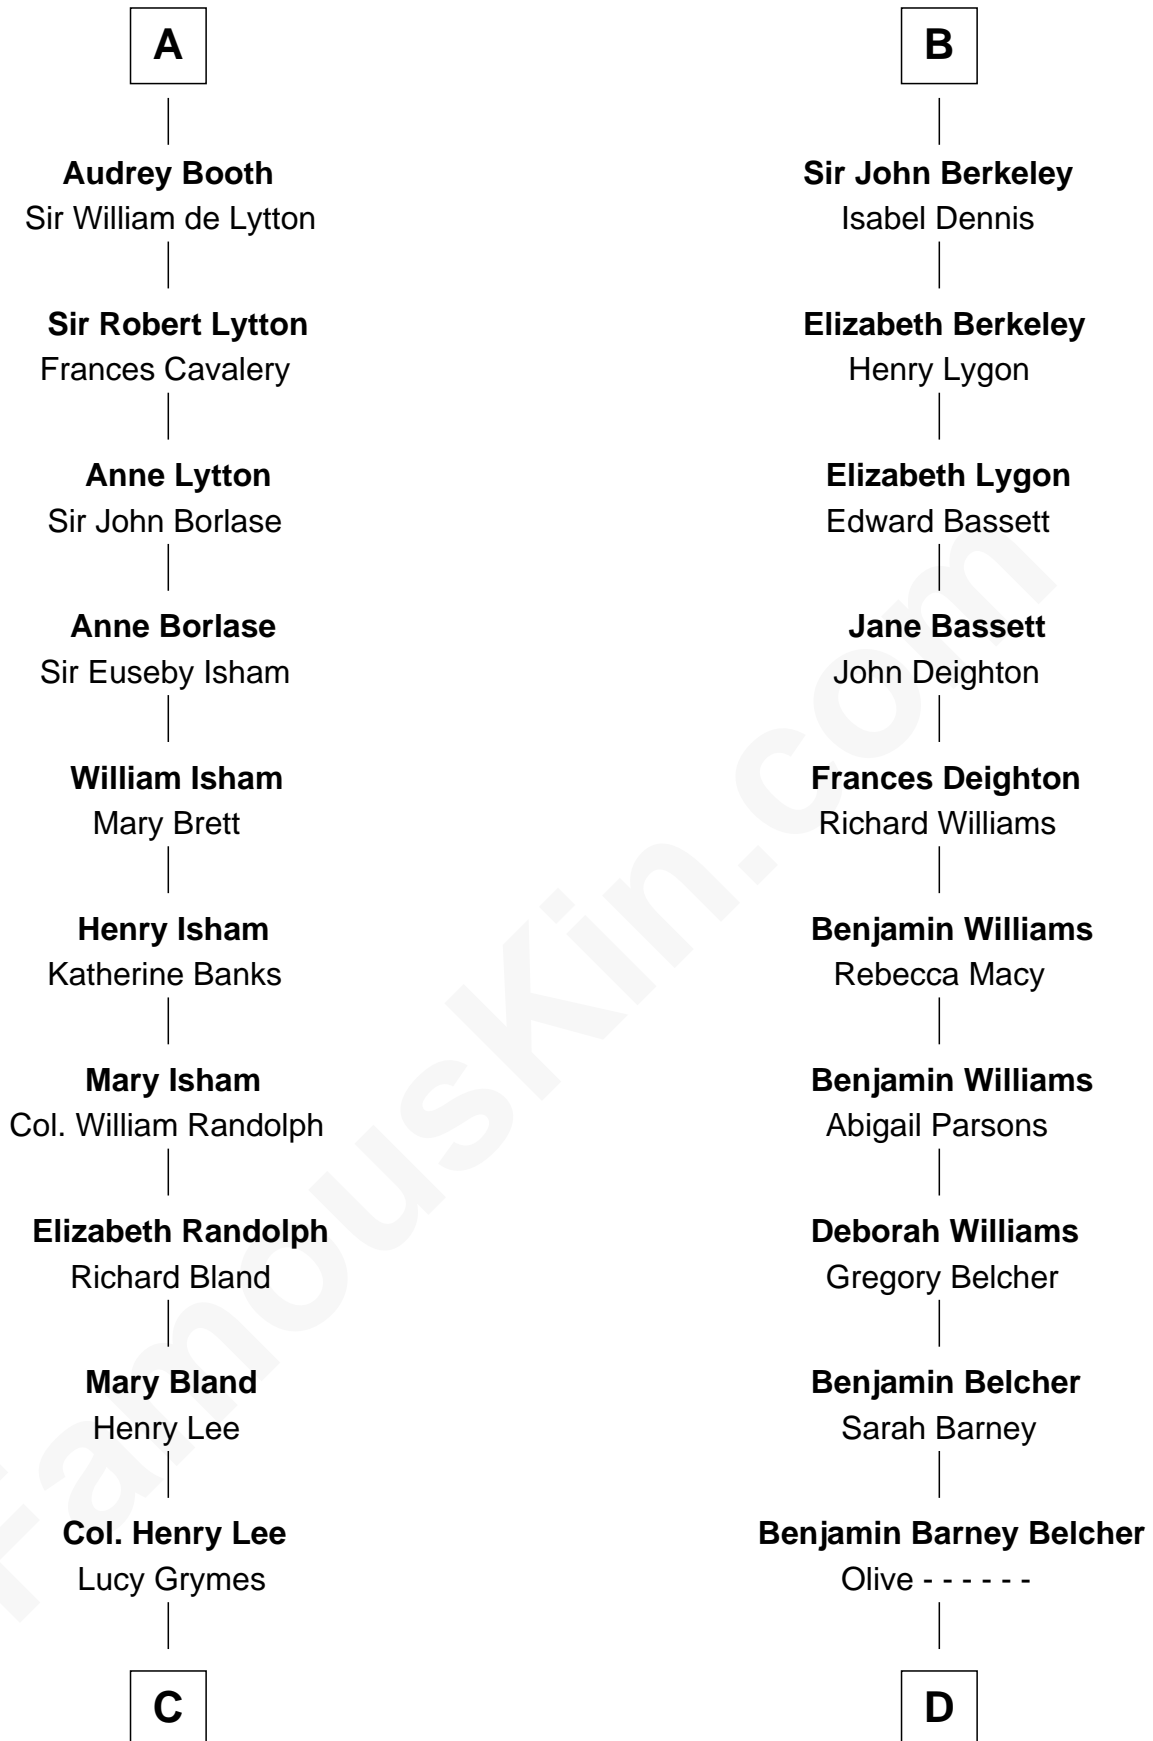 A
Audrey Booth
Sir William de Lytton
Sir Robert Lytton
Frances Cavalery
Anne Lytton
Sir John Borlase
Anne Borlase
Sir Euseby Isham
William Isham
Mary Brett
Henry Isham
Katherine Banks
Mary Isham
Col. William Randolph
Elizabeth Randolph
Richard Bland
Mary Bland
Henry Lee
Col. Henry Lee
Lucy Grymes
C
B
Sir John Berkeley
Isabel Dennis
Elizabeth Berkeley
Henry Lygon
Elizabeth Lygon
Edward Bassett
Jane Bassett
John Deighton
Frances Deighton
Richard Williams
Benjamin Williams
Rebecca Macy
Benjamin Williams
Abigail Parsons
Deborah Williams
Gregory Belcher
Benjamin Belcher
Sarah Barney
Benjamin Barney Belcher
Olive - - - - - -
D
FamousKin.com